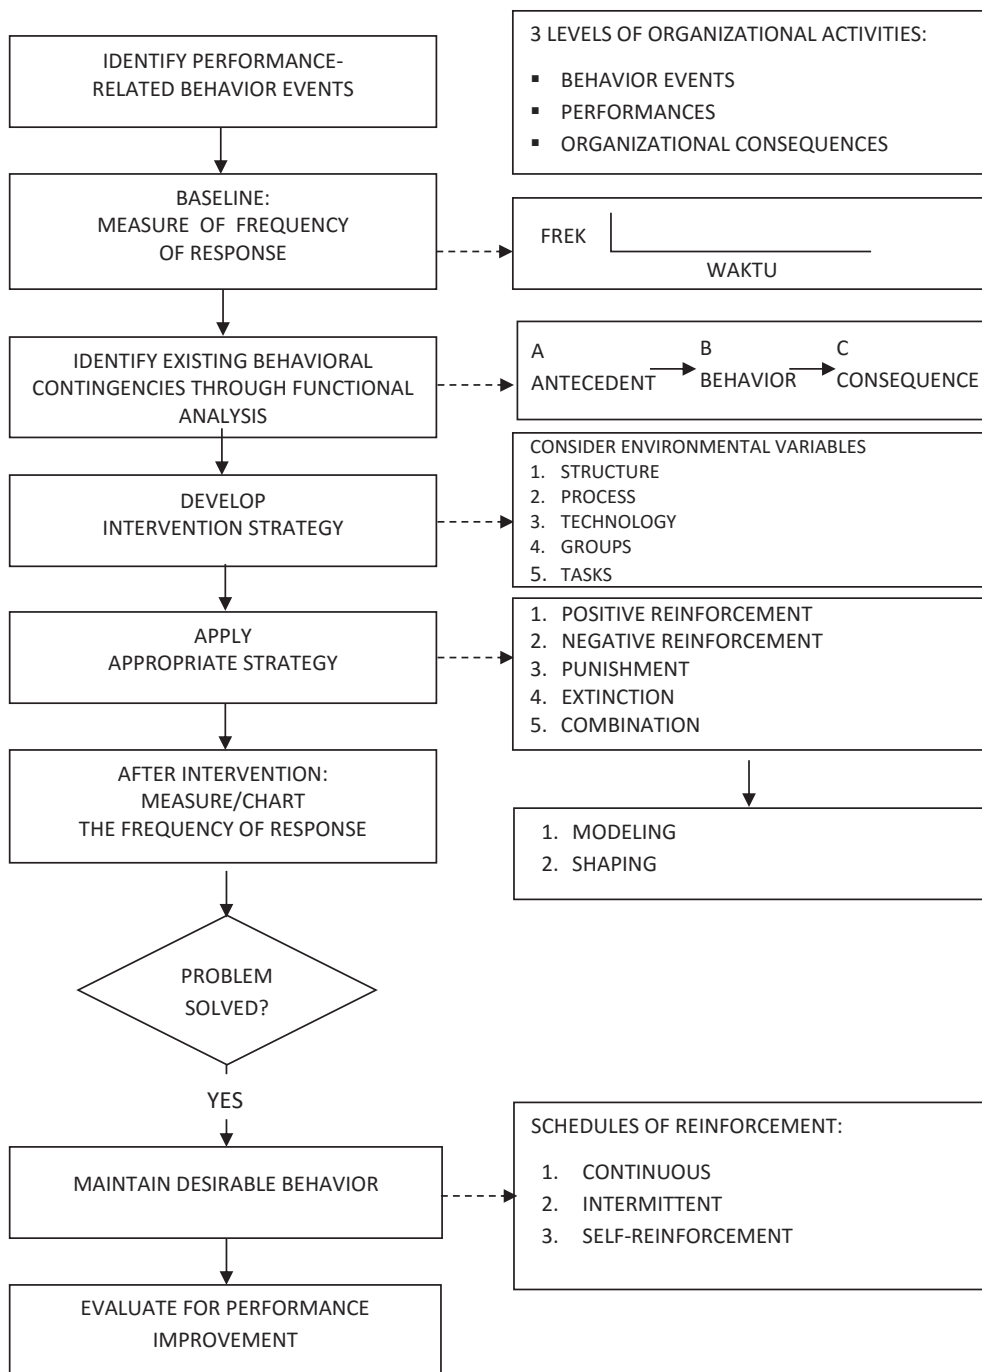 IDENTIFY PERFORMANCE-
RELATED BEHAVIOR EVENTS
3 LEVELS OF ORGANIZATIONAL ACTIVITIES:
▪ BEHAVIOR EVENTS
▪ PERFORMANCES
▪ ORGANIZATIONAL CONSEQUENCES
BASELINE:
MEASURE OF FREQUENCY
OF RESPONSE
FREK
WAKTU
IDENTIFY EXISTING BEHAVIORAL
CONTINGENCIES THROUGH FUNCTIONAL
ANALYSIS
A
ANTECEDENT
B
BEHAVIOR
C
CONSEQUENCE
DEVELOP
INTERVENTION STRATEGY
CONSIDER ENVIRONMENTAL VARIABLES
1. STRUCTURE
2. PROCESS
3. TECHNOLOGY
4. GROUPS
5. TASKS
APPLY
APPROPRIATE STRATEGY
1. POSITIVE REINFORCEMENT
2. NEGATIVE REINFORCEMENT
3. PUNISHMENT
4. EXTINCTION
5. COMBINATION
AFTER INTERVENTION:
MEASURE/CHART
THE FREQUENCY OF RESPONSE
1. MODELING
2. SHAPING
PROBLEM
SOLVED?
YES
MAINTAIN DESIRABLE BEHAVIOR
SCHEDULES OF REINFORCEMENT:
1. CONTINUOUS
2. INTERMITTENT
3. SELF-REINFORCEMENT
EVALUATE FOR PERFORMANCE
IMPROVEMENT